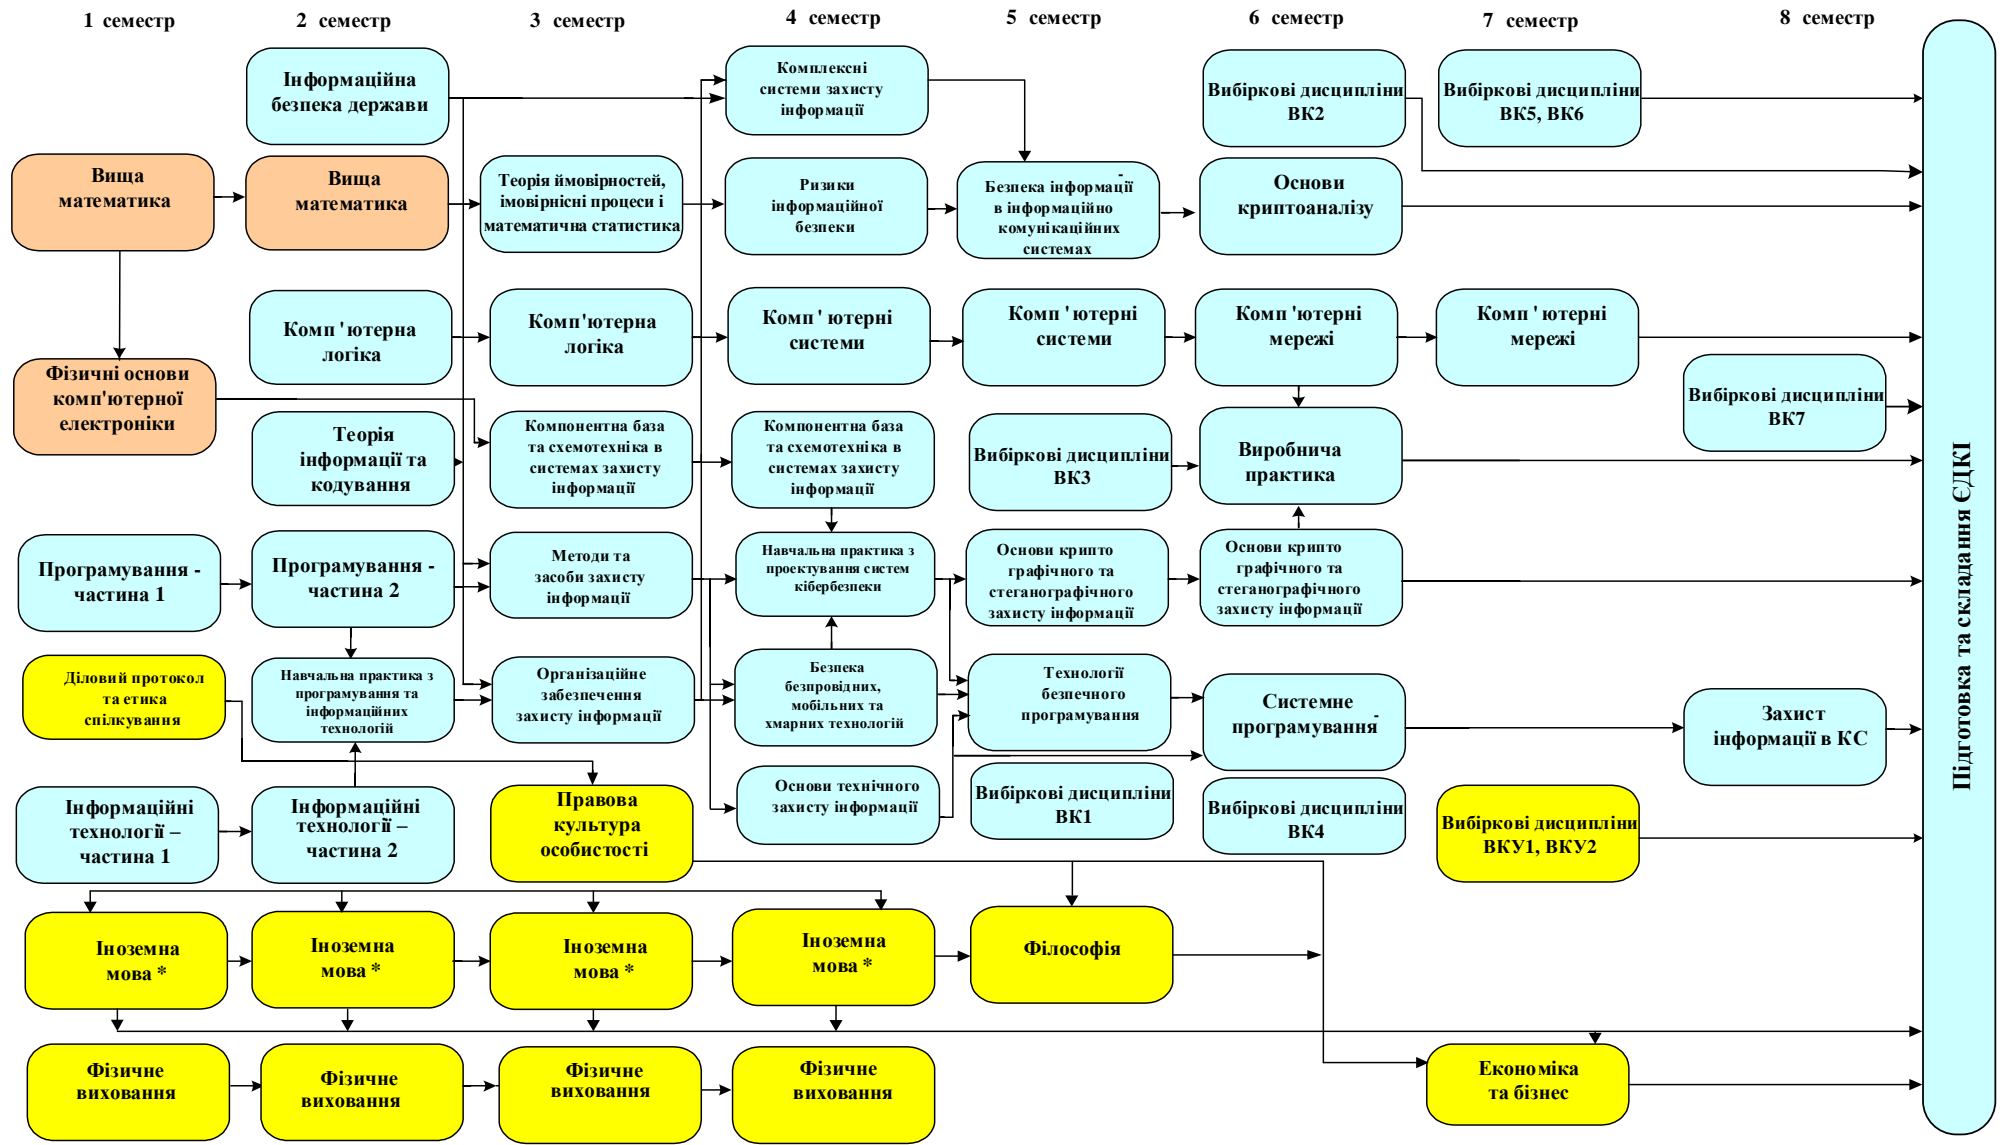 1 семестр
2 семестр
3 семестр
4 семестр
5 семестр
6 семестр
7 семестр
8 семестр
Інформаційна
безпека держави
Комплексні
системи захисту
інформації
Вибіркові дисципліни
ВК2
Вибіркові дисципліни
ВК5, ВК6
Вища
математика
Вища
математика
Теорія ймовірностей,
імовірнісні процеси і
математична статистика
Ризики
інформаційної
безпеки
Безпека інформації
-
в інформаційно
комунікаційних
системах
Основи
криптоаналізу
Комп'ютерна
логіка
Комп'ютерна
логіка
Комп'ютерні
системи
Комп'ютерні
системи
Комп'ютерні
мережі
Комп'ютерні
мережі
Фізичні основи
комп'ютерної
електроніки
Вибіркові дисципліни
ВК7
Теорія
інформації та
кодування
Компонентна база
та схемотехніка в
системах захисту
інформації
Компонентна база
та схемотехніка в
системах захисту
інформації
Вибіркові дисципліни
ВК3
Виробнича
практика
Програмування -
частина 1
Програмування -
частина 2
Методи та
засоби захисту
інформації
Навчальна практика з
проектування систем
кібербезпеки
Основи крипто
графічного та
стеганографічного
захисту інформації
Основи крипто
графічного та
стеганографічного
захисту інформації
Діловий протокол
та етика
спілкування
Навчальна практика з
програмування та
інформаційних
технологій
Організаційне
забезпечення
захисту інформації
Безпека
безпровідних,
мобільних та
хмарних технологій
Технології
безпечного
програмування
Системне
програмування-
Захист
інформації в КС
Інформаційні
технології –
частина 1
Інформаційні
технології –
частина 2
Правова
культура
особистості
Основи технічного
захисту інформації
Вибіркові дисципліни
ВК1
Вибіркові дисципліни
ВК4
Вибіркові дисципліни
ВКУ1, ВКУ2
Іноземна
мова *
Іноземна
мова *
Іноземна
мова *
Іноземна
мова *
Філософія
Фізичне
виховання
Фізичне
виховання
Фізичне
виховання
Фізичне
виховання
Економіка
та бізнес
Підготовка та складання ЄДКІ